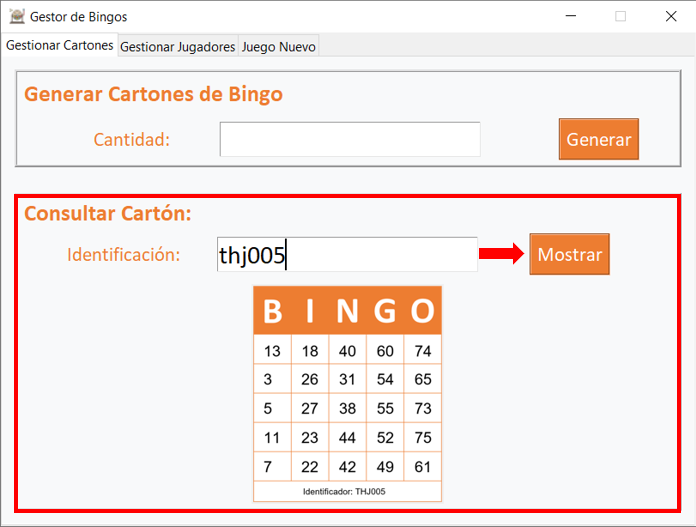 Gestor de Bingos
Gestionar Cartones Gestionar Jugadores Juego Nuevo
Generar Cartones de Bingo
Cantidad: Generar
Consultar Cartón:
Identificación: thj005 Mostrar
B I N G O
13 18 40 60 74
3 26 31 54 65
5 27 38 55 73
11 23 44 52 75
7 22 42 49 61
Identificador: THJ005